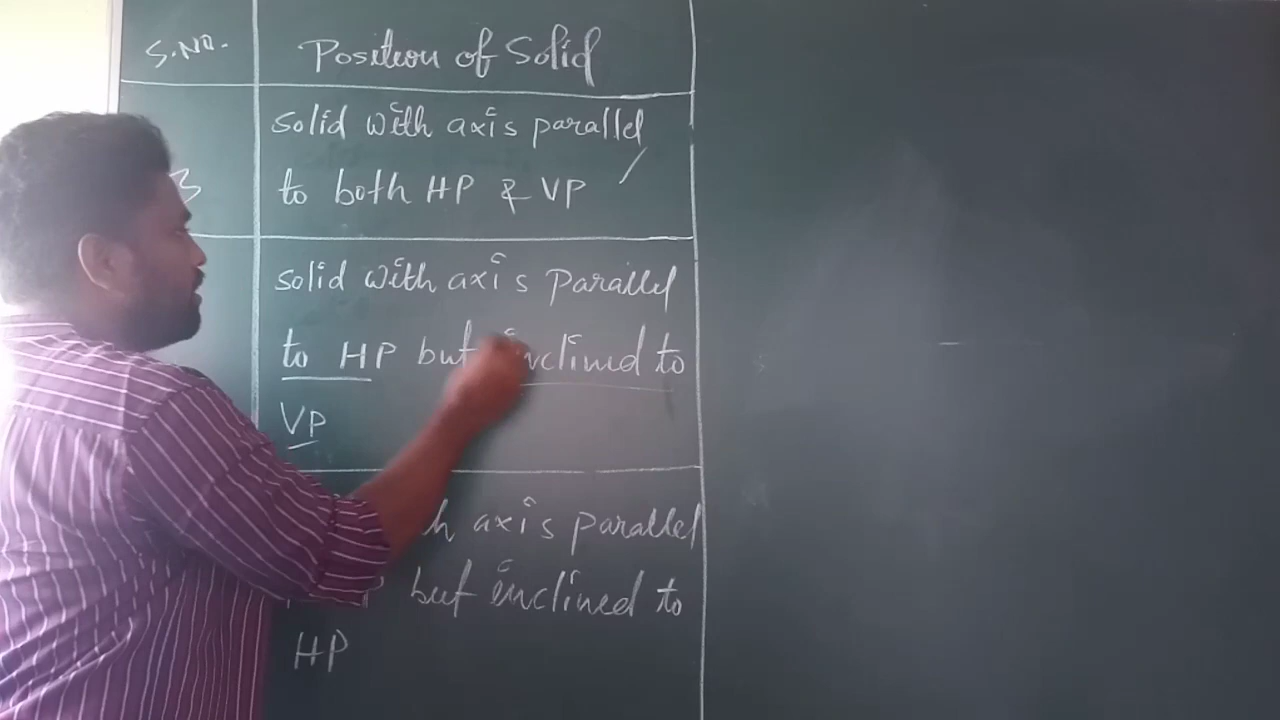 S.NO.
Position of Solid
3
solid with axis parallel
to both HP & VP
solid with axis Parallel
to HP but inclined to
VP
axis parallel
but inclined to
HP